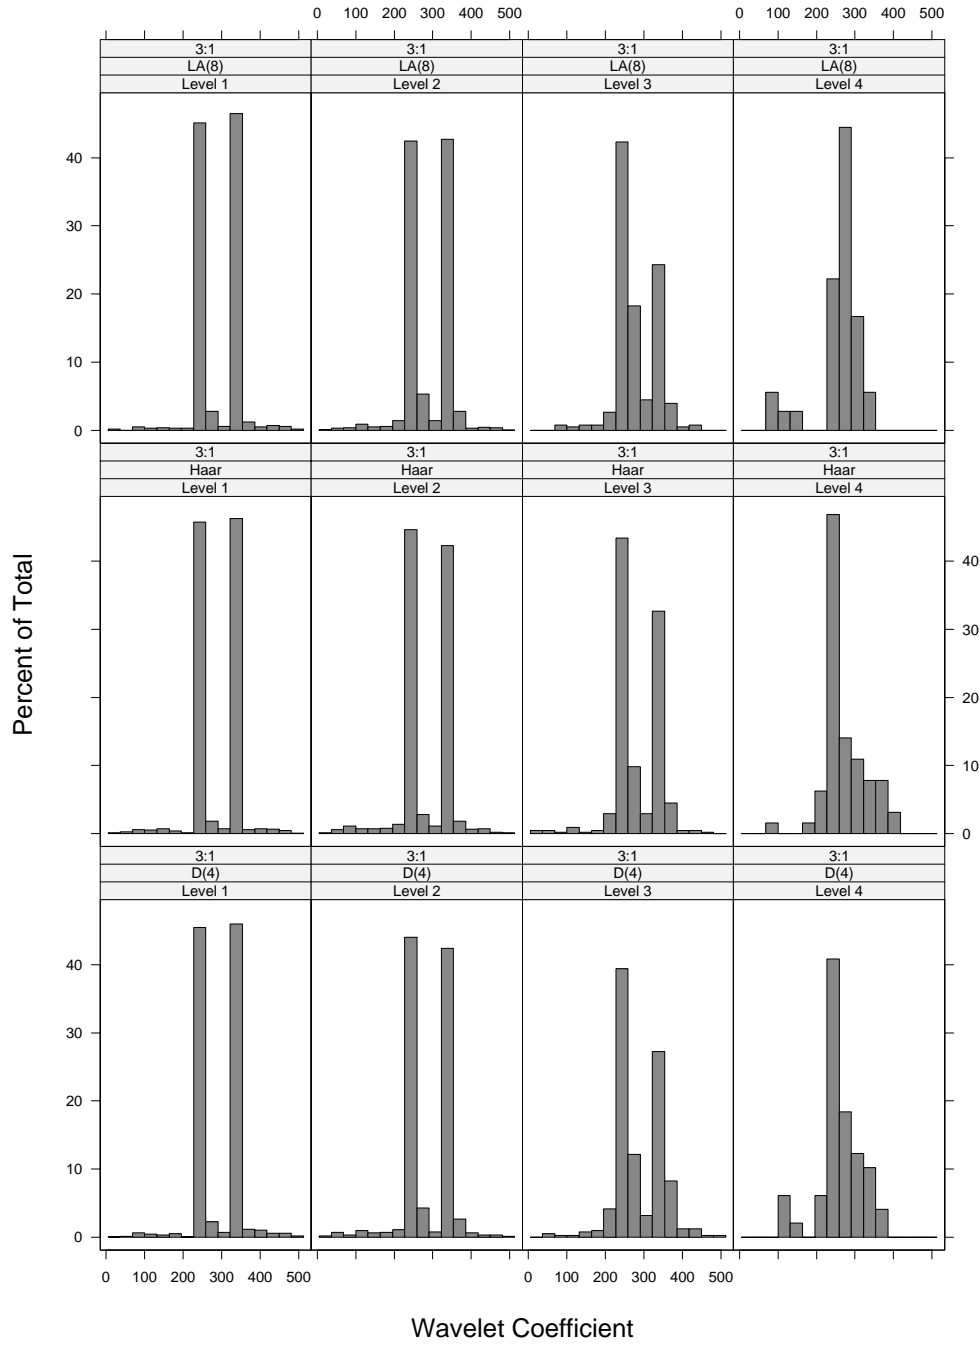 0 100 200 300 400 500 0 100 200 300 400 500
3:1 3:1 3:1 3:1
LA(8) LA(8) LA(8) LA(8)
Level 1 Level 2 Level 3 Level 4
40
30
20
10
0
3:1 3:1 3:1 3:1
Haar Haar Haar Haar
Level 1 Level 2 Level 3 Level 4
40
30
20
10
0
Percent of Total
3:1 3:1 3:1 3:1
D(4) D(4) D(4) D(4)
Level 1 Level 2 Level 3 Level 4
40
30
20
10
0
0 100 200 300 400 500 0 100 200 300 400 500
Wavelet Coefficient